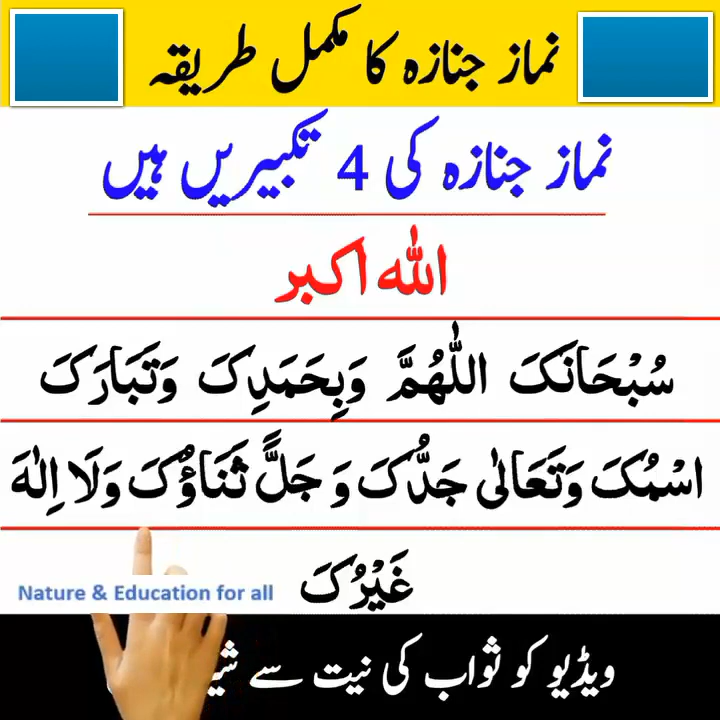 نماز جنازہ کا مکمل طریقہ
نماز جنازہ کی 4 تکبیریں ہیں
اللہ اکبر
سُبْحَانَکَ اللّٰهُمَّ وَبِحَمَدِکَ وَتَبَارَکَ
اسْمُکَ وَتَعَالٰی جَدُّکَ وَ جَلَّ ثَنَاؤُکَ وَلَا اِلٰهَ
غَیْرُکَ
Nature & Education for all
ویڈیو کو ثواب کی نیت سے